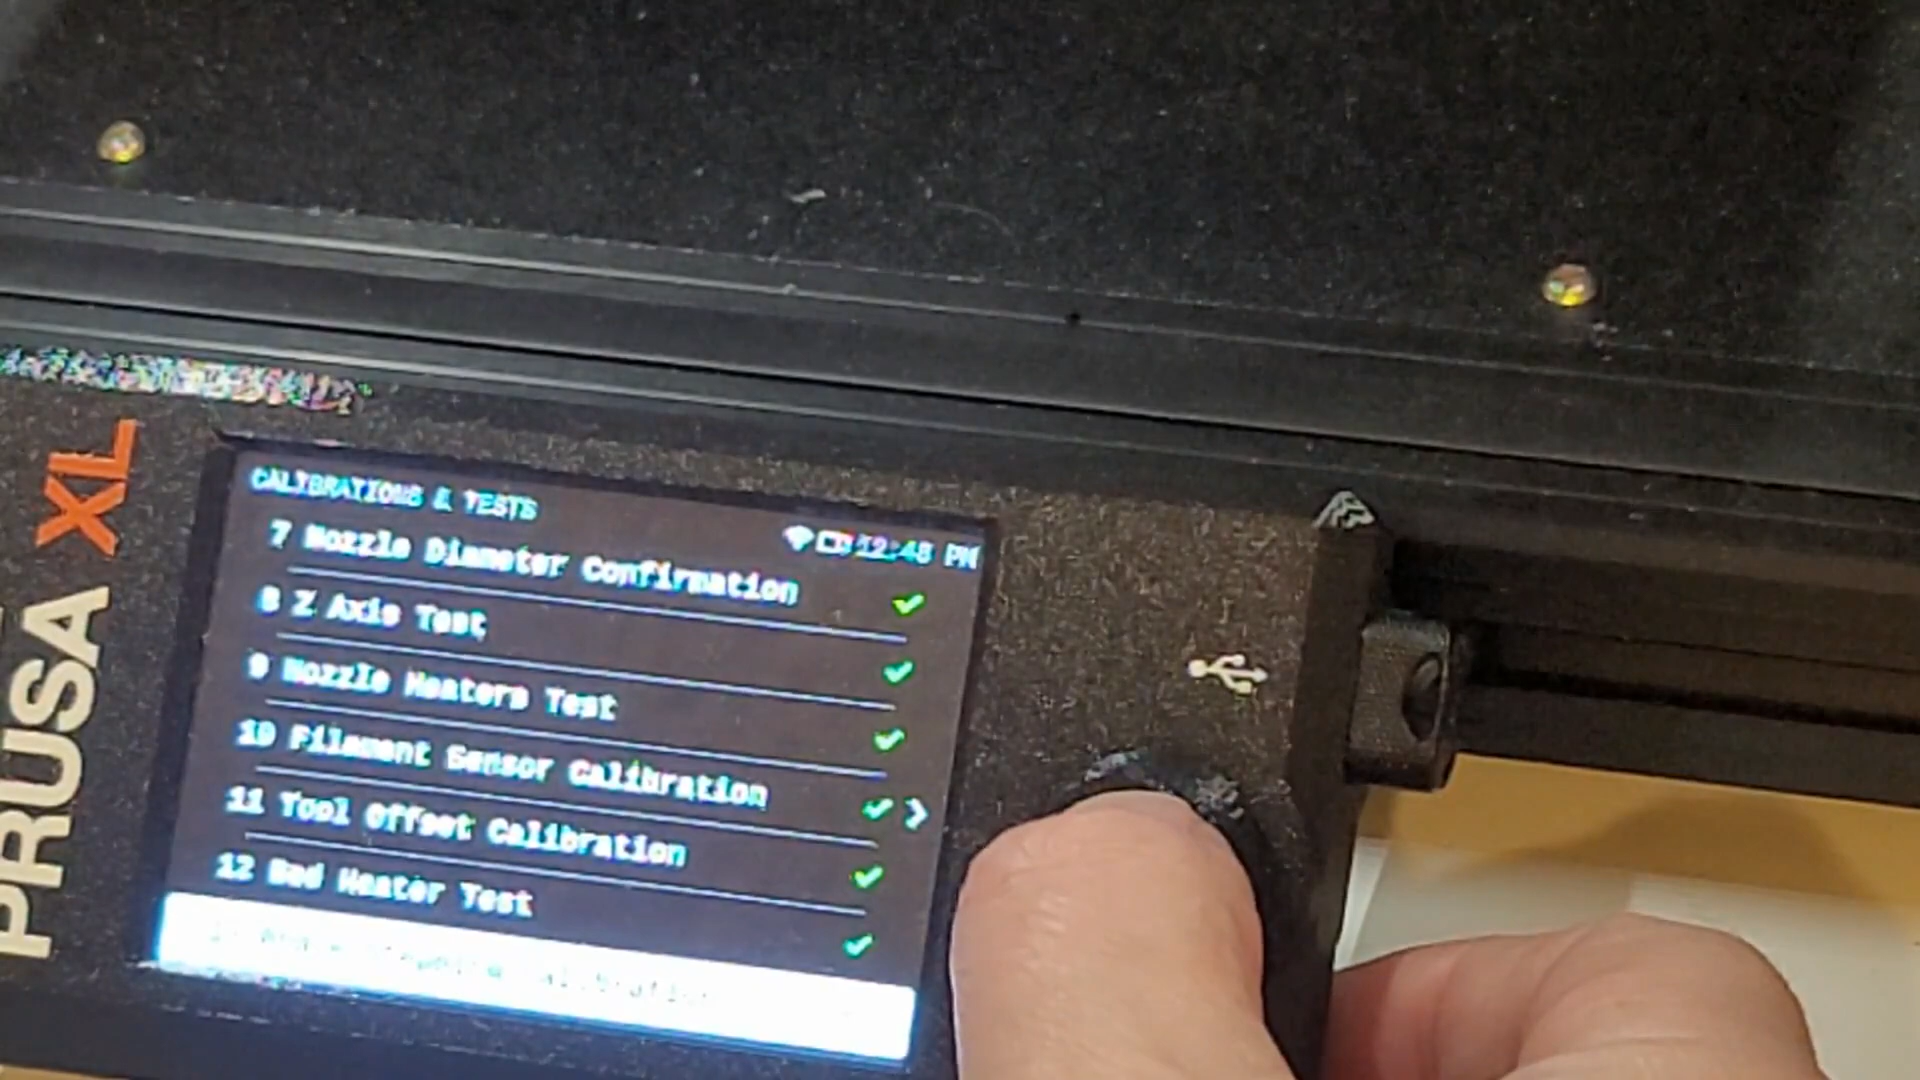 PRUSA XL
CALIBRATIONS & TESTS
12:48 PM
7 Nozzle Diameter Confirmation
8 Z Axis Test
9 Nozzle Heaters Test
10 Filament Sensor Calibration
11 Tool Offset Calibration
12 Bed Heater Test
Calibration